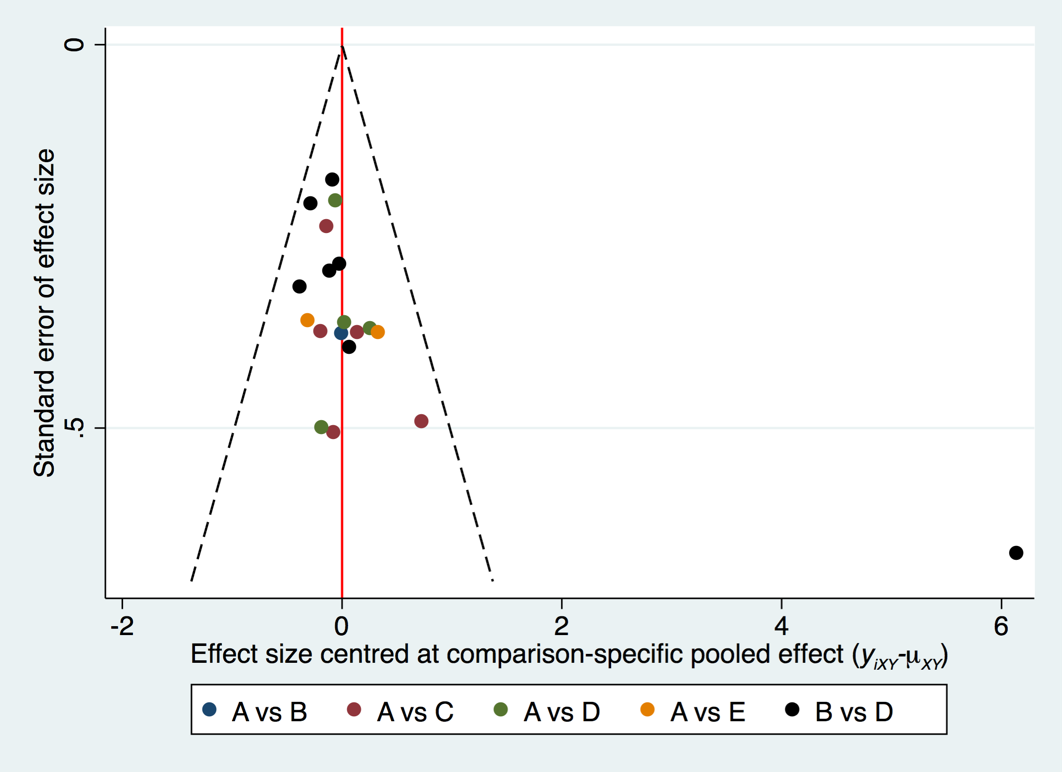 Standard error of effect size
0
.5
-2 0 2 4 6
Effect size centred at comparison-specific pooled effect (yiXY-μXY)
A vs B A vs C A vs D A vs E B vs D